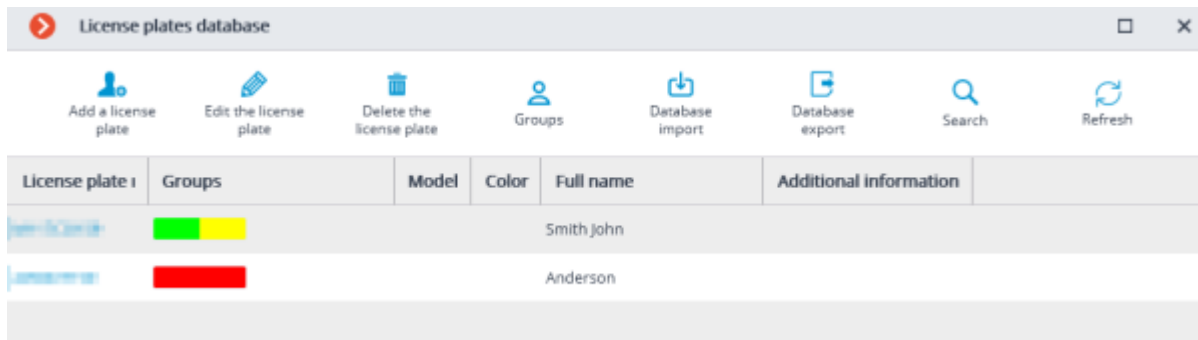 License plates database
Add a license
plate
Edit the license
plate
Delete the
license plate
Groups
Database
import
Database
export
Search
Refresh
License plate
Groups
Model
Color
Full name
Additional information
Smith John
Anderson